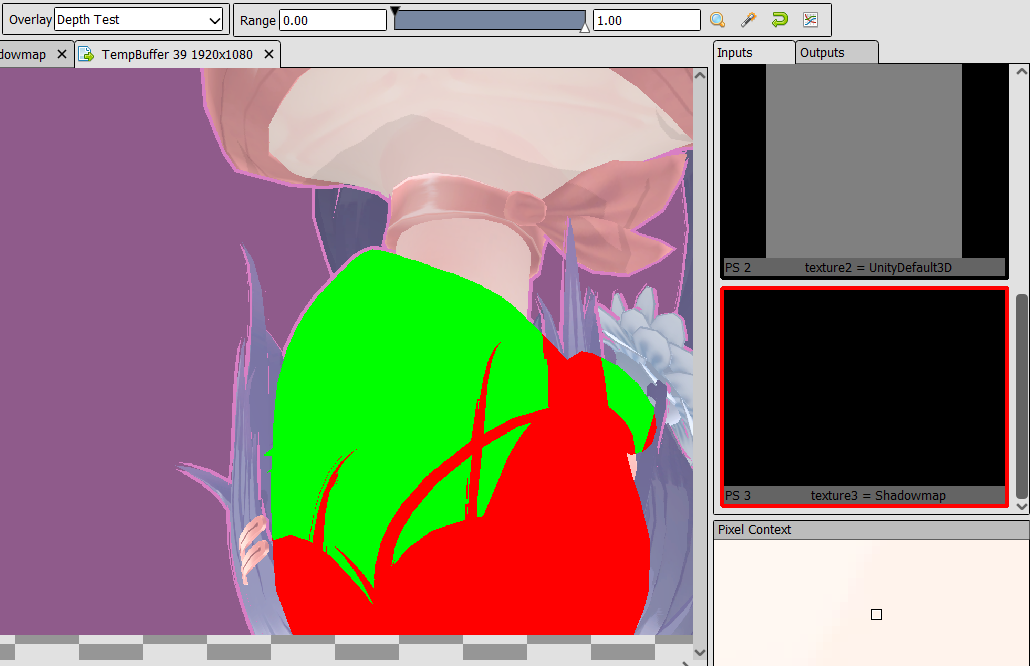 Overlay Depth Test Range 0.00 1.00
dowmap TempBuffer 39 1920x1080
Inputs Outputs
PS 2 texture2 = UnityDefault3D
PS 3 texture3 = Shadowmap
Pixel Context